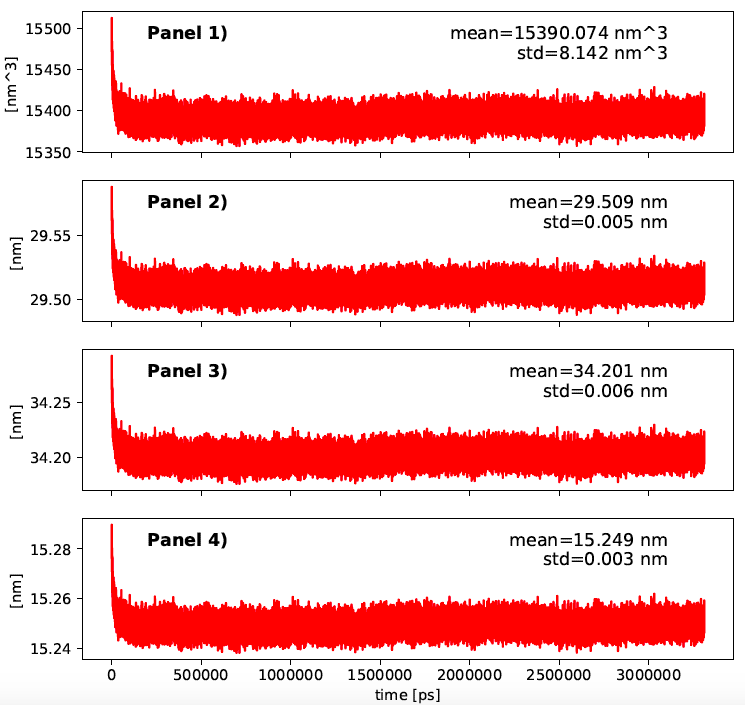 Panel 1)
mean=15390.074 nm^3
std=8.142 nm^3
15500
15450
15400
15350
[nm^3]
Panel 2)
mean=29.509 nm
std=0.005 nm
29.55
29.50
[nm]
Panel 3)
mean=34.201 nm
std=0.006 nm
34.25
34.20
[nm]
Panel 4)
mean=15.249 nm
std=0.003 nm
15.28
15.26
15.24
[nm]
0 500000 1000000 1500000 2000000 2500000 3000000
time [ps]